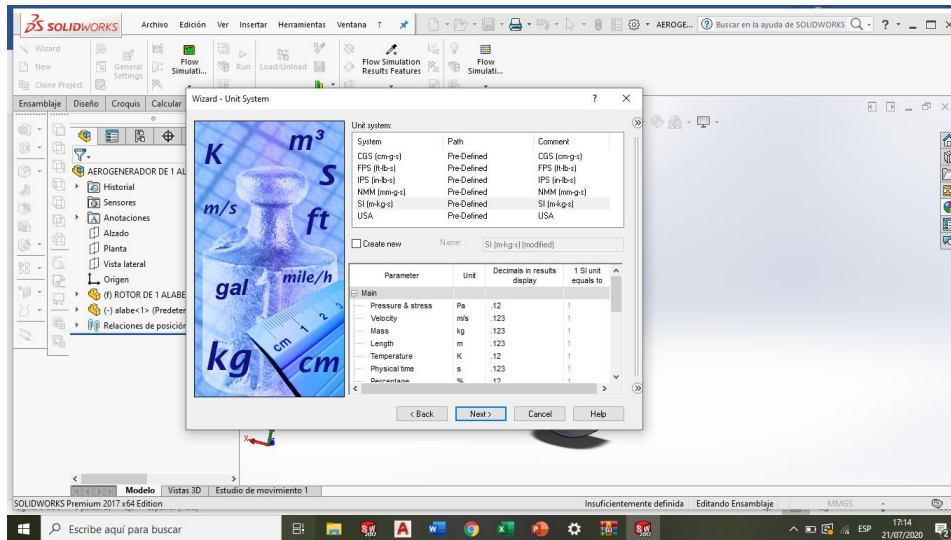 SOLIDWORKS Archivo Edición Ver Insertar Herramientas Ventana ? AEROGE... Buscar en la ayuda de SOLIDWORKS ?
Wizard
New
Clone Project
General Settings
Flow Simulati...
Run
Load/Unload
Flow Simulation Results Features
Flow Simulati...
Ensamblaje Diseño Croquis Calcular
AEROGENERADOR DE 1 AL
Historial
Sensores
Anotaciones
Alzado
Planta
Vista lateral
Origen
(f) ROTOR DE 1 ALABE
(-) alabe<1> (Predeter
Relaciones de posición
Wizard - Unit System ?
K m³
S
m/s ft
gal mile/h
CM 1 2 3
kg cm
Unit system:
System Path Comment
CGS (cm-g-s) Pre-Defined CGS (cm-g-s)
FPS (ft-lb-s) Pre-Defined FPS (ft-lb-s)
IPS (in-lb-s) Pre-Defined IPS (in-lb-s)
NMM (mm-g-s) Pre-Defined NMM (mm-g-s)
SI (m-kg-s) Pre-Defined SI (m-kg-s)
USA Pre-Defined USA
Create new Name: SI (m-kg-s) (modified)
Parameter Unit Decimals in results display 1 SI unit equals to
Main
Pressure & stress Pa .12 1
Velocity m/s .123 1
Mass kg .123 1
Length m .123 1
Temperature K .12 1
Physical time s .123 1
Percentage % .12 1
< Back Next > Cancel Help
X
Modelo Vistas 3D Estudio de movimiento 1
SOLIDWORKS Premium 2017 x64 Edition Insuficientemente definida Editando Ensamblaje MMGS
Escribe aquí para buscar ESP 17:14
21/07/2020